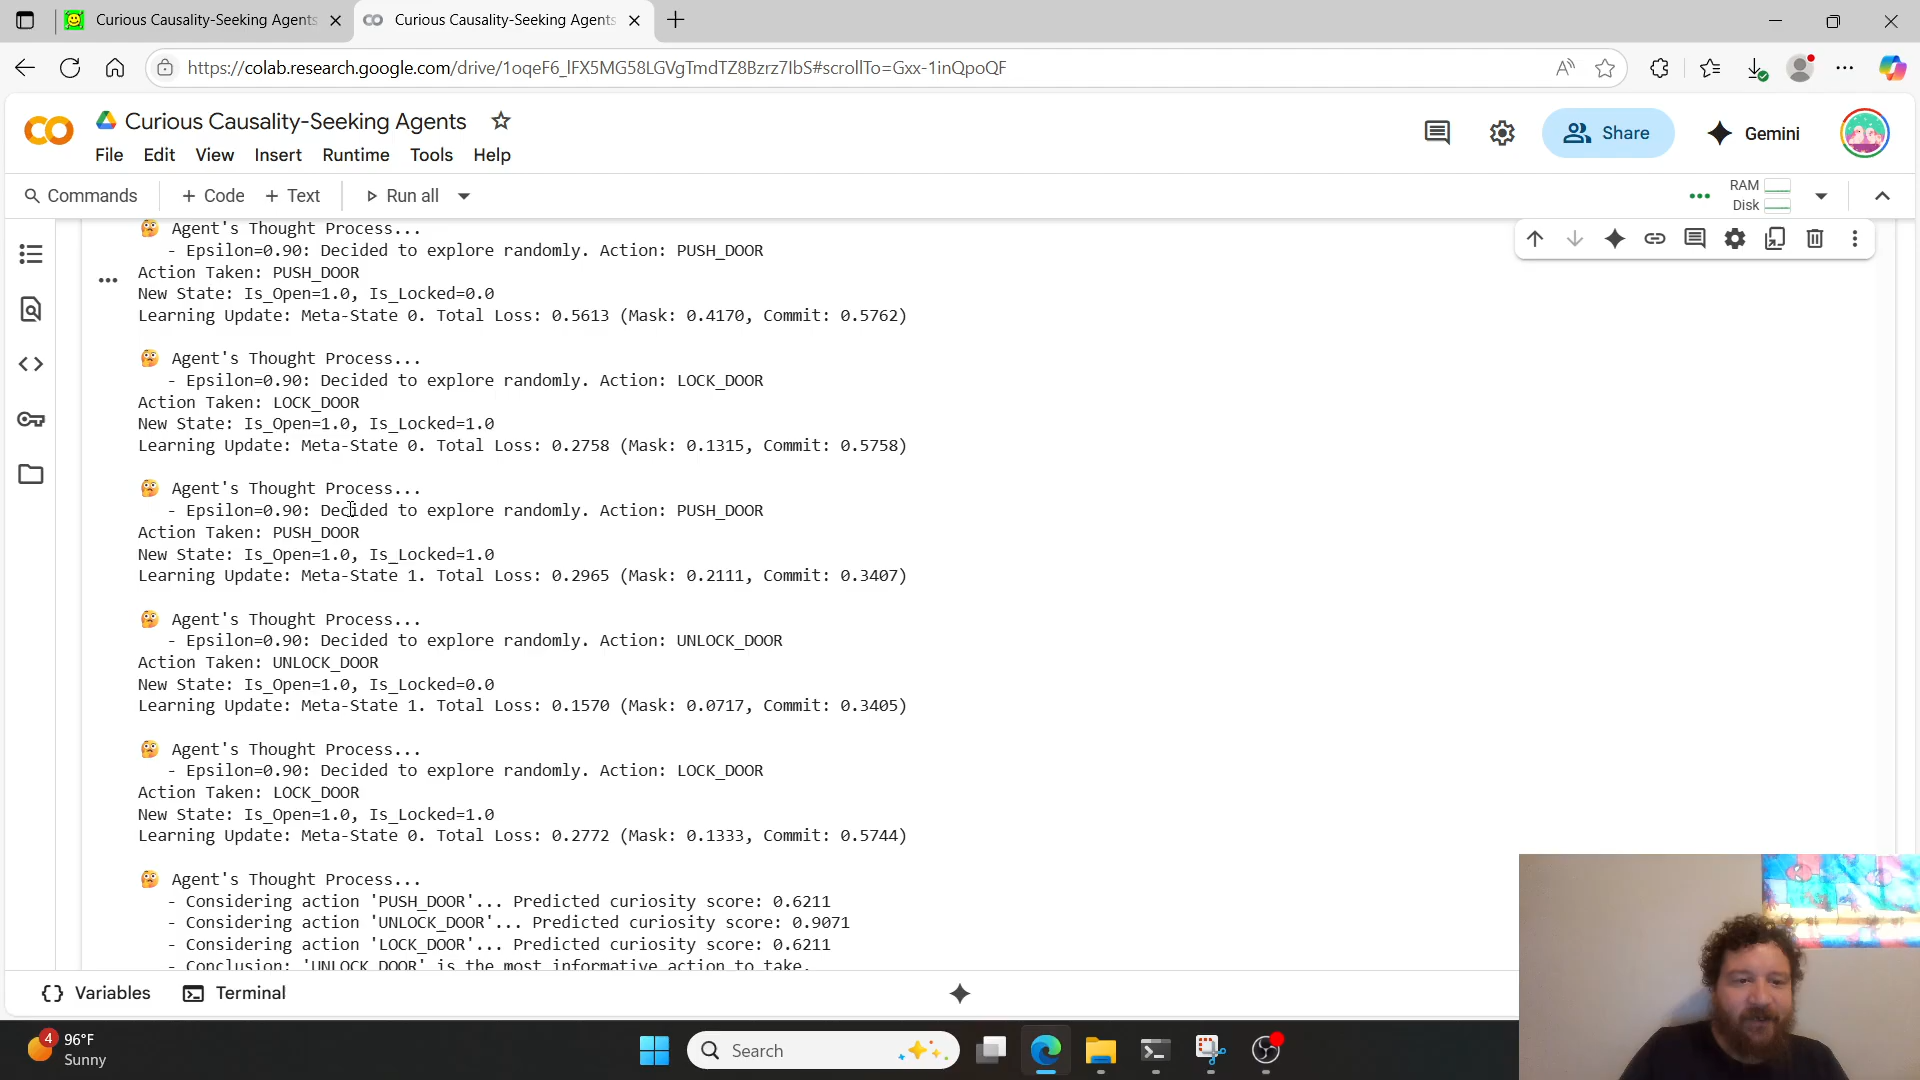 Curious Causality-Seeking Agents
Curious Causality-Seeking Agents
https://colab.research.google.com/drive/1oqeF6_lFX5MG58LGVgTmdTZ8Bzrz7IbS#scrollTo=Gxx-1inQpoQF
Curious Causality-Seeking Agents
Share
Gemini
File Edit View Insert Runtime Tools Help
Commands + Code + Text Run all
RAM
Disk
🤔 Agent's Thought Process...
- Epsilon=0.90: Decided to explore randomly. Action: PUSH_DOOR
Action Taken: PUSH_DOOR
New State: Is_Open=1.0, Is_Locked=0.0
Learning Update: Meta-State 0. Total Loss: 0.5613 (Mask: 0.4170, Commit: 0.5762)
🤔 Agent's Thought Process...
- Epsilon=0.90: Decided to explore randomly. Action: LOCK_DOOR
Action Taken: LOCK_DOOR
New State: Is_Open=1.0, Is_Locked=1.0
Learning Update: Meta-State 0. Total Loss: 0.2758 (Mask: 0.1315, Commit: 0.5758)
🤔 Agent's Thought Process...
- Epsilon=0.90: Decided to explore randomly. Action: PUSH_DOOR
Action Taken: PUSH_DOOR
New State: Is_Open=1.0, Is_Locked=1.0
Learning Update: Meta-State 1. Total Loss: 0.2965 (Mask: 0.2111, Commit: 0.3407)
🤔 Agent's Thought Process...
- Epsilon=0.90: Decided to explore randomly. Action: UNLOCK_DOOR
Action Taken: UNLOCK_DOOR
New State: Is_Open=1.0, Is_Locked=0.0
Learning Update: Meta-State 1. Total Loss: 0.1570 (Mask: 0.0717, Commit: 0.3405)
🤔 Agent's Thought Process...
- Epsilon=0.90: Decided to explore randomly. Action: LOCK_DOOR
Action Taken: LOCK_DOOR
New State: Is_Open=1.0, Is_Locked=1.0
Learning Update: Meta-State 0. Total Loss: 0.2772 (Mask: 0.1333, Commit: 0.5744)
🤔 Agent's Thought Process...
- Considering action 'PUSH_DOOR'... Predicted curiosity score: 0.6211
- Considering action 'UNLOCK_DOOR'... Predicted curiosity score: 0.9071
- Considering action 'LOCK_DOOR'... Predicted curiosity score: 0.6211
- Conclusion: 'UNLOCK_DOOR' is the most informative action to take.
Variables Terminal
4
96°F
Sunny
Search